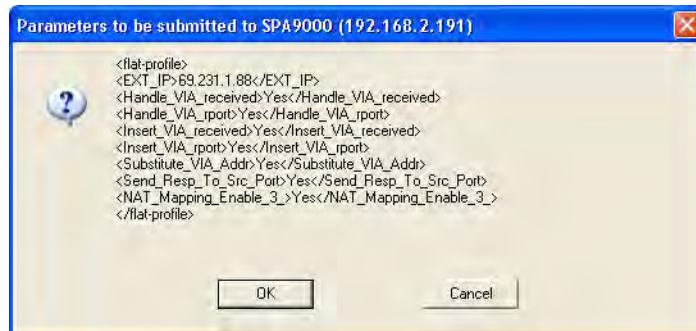 Parameters to be submitted to SPA9000 (192.168.2.191)
<flat-profile>
<EXT_IP>69.231.1.88</EXT_IP>
<Handle_VIA_received>Yes</Handle_VIA_received>
<Handle_VIA_rport>Yes</Handle_VIA_rport>
<Insert_VIA_received>Yes</Insert_VIA_received>
<Insert_VIA_rport>Yes</Insert_VIA_rport>
<Substitute_VIA_Addr>Yes</Substitute_VIA_Addr>
<Send_Resp_To_Src_Port>Yes</Send_Resp_To_Src_Port>
<NAT_Mapping_Enable_3_>Yes</NAT_Mapping_Enable_3_>
</flat-profile>
OK
Cancel